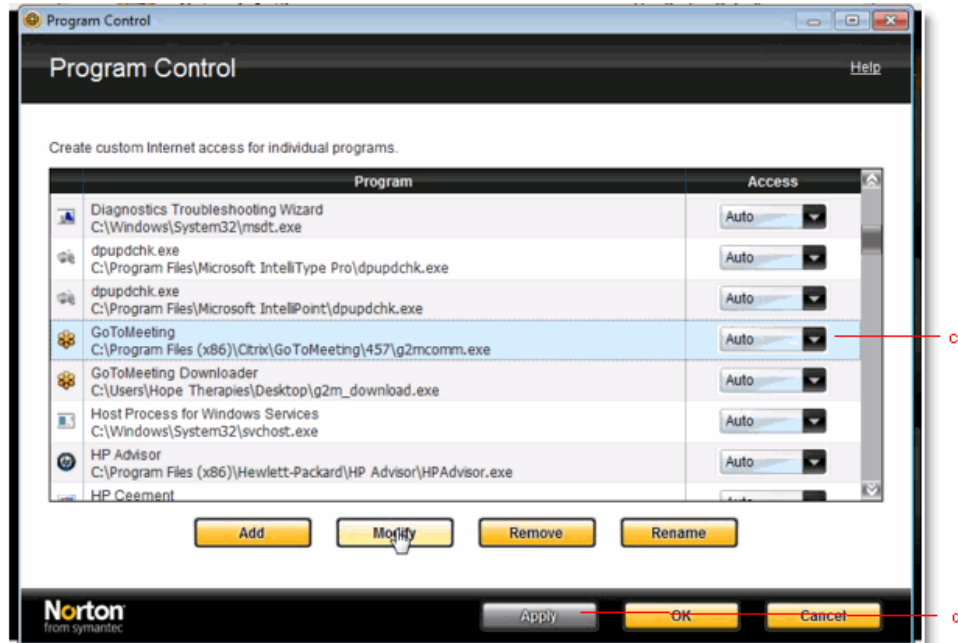 Program Control
Program Control
Help
Create custom Internet access for individual programs.
Program Access
Diagnostics Troubleshooting Wizard
C:\Windows\System32\msdt.exe
Auto
dpupdchk.exe
C:\Program Files\Microsoft IntelliType Pro\dpupdchk.exe
Auto
dpupdchk.exe
C:\Program Files\Microsoft IntelliPoint\dpupdchk.exe
Auto
GoToMeeting
C:\Program Files (x86)\Citrix\GoToMeeting\457\g2mcomm.exe
Auto
c
GoToMeeting Downloader
C:\Users\Hope Therapies\Desktop\g2m_download.exe
Auto
Host Process for Windows Services
C:\Windows\System32\svchost.exe
Auto
HP Advisor
C:\Program Files (x86)\Hewlett-Packard\HP Advisor\HPAdvisor.exe
Auto
HP Ceement
Add Modify Remove Rename
Norton
from symantec
Apply OK Cancel